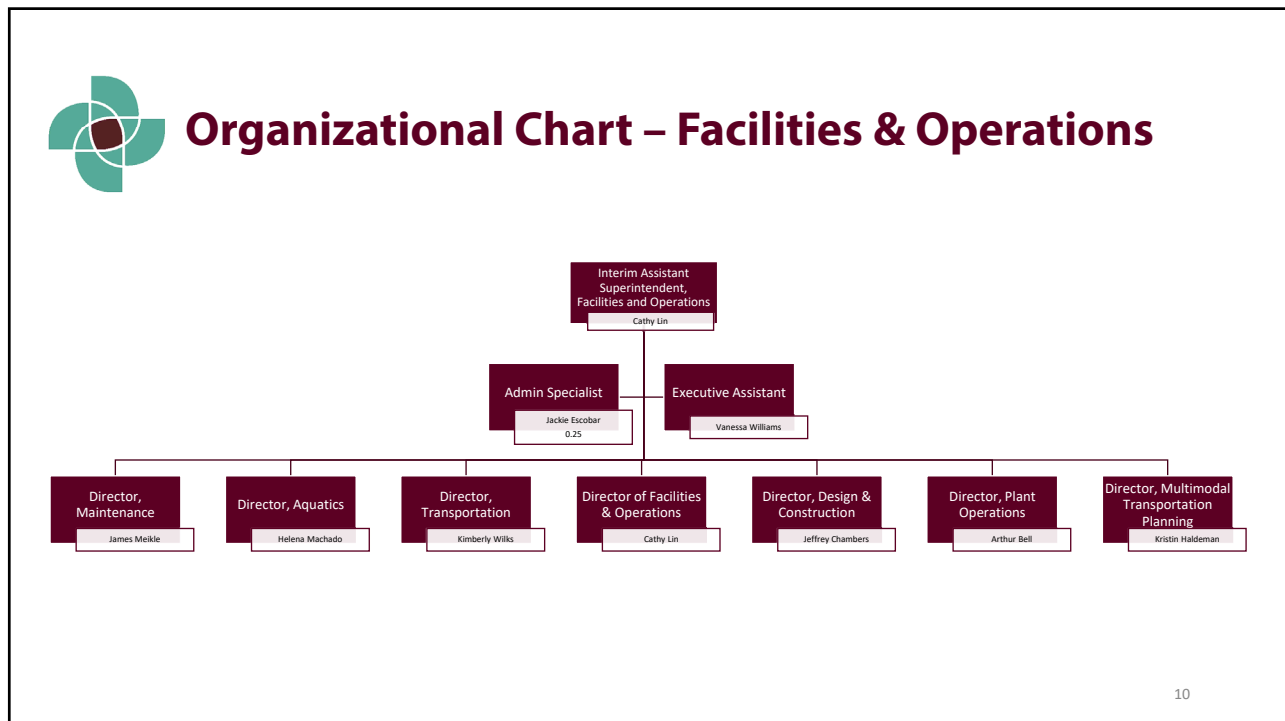 Organizational Chart – Facilities & Operations
Interim Assistant
Superintendent,
Facilities and Operations
Cathy Lin
Admin Specialist
Jackie Escobar
0.25
Executive Assistant
Vanessa Williams
Director,
Maintenance
James Meikle
Director, Aquatics
Helena Machado
Director,
Transportation
Kimberly Wilks
Director of Facilities
& Operations
Cathy Lin
Director, Design &
Construction
Jeffrey Chambers
Director, Plant
Operations
Arthur Bell
Director, Multimodal
Transportation
Planning
Kristin Haldeman
10